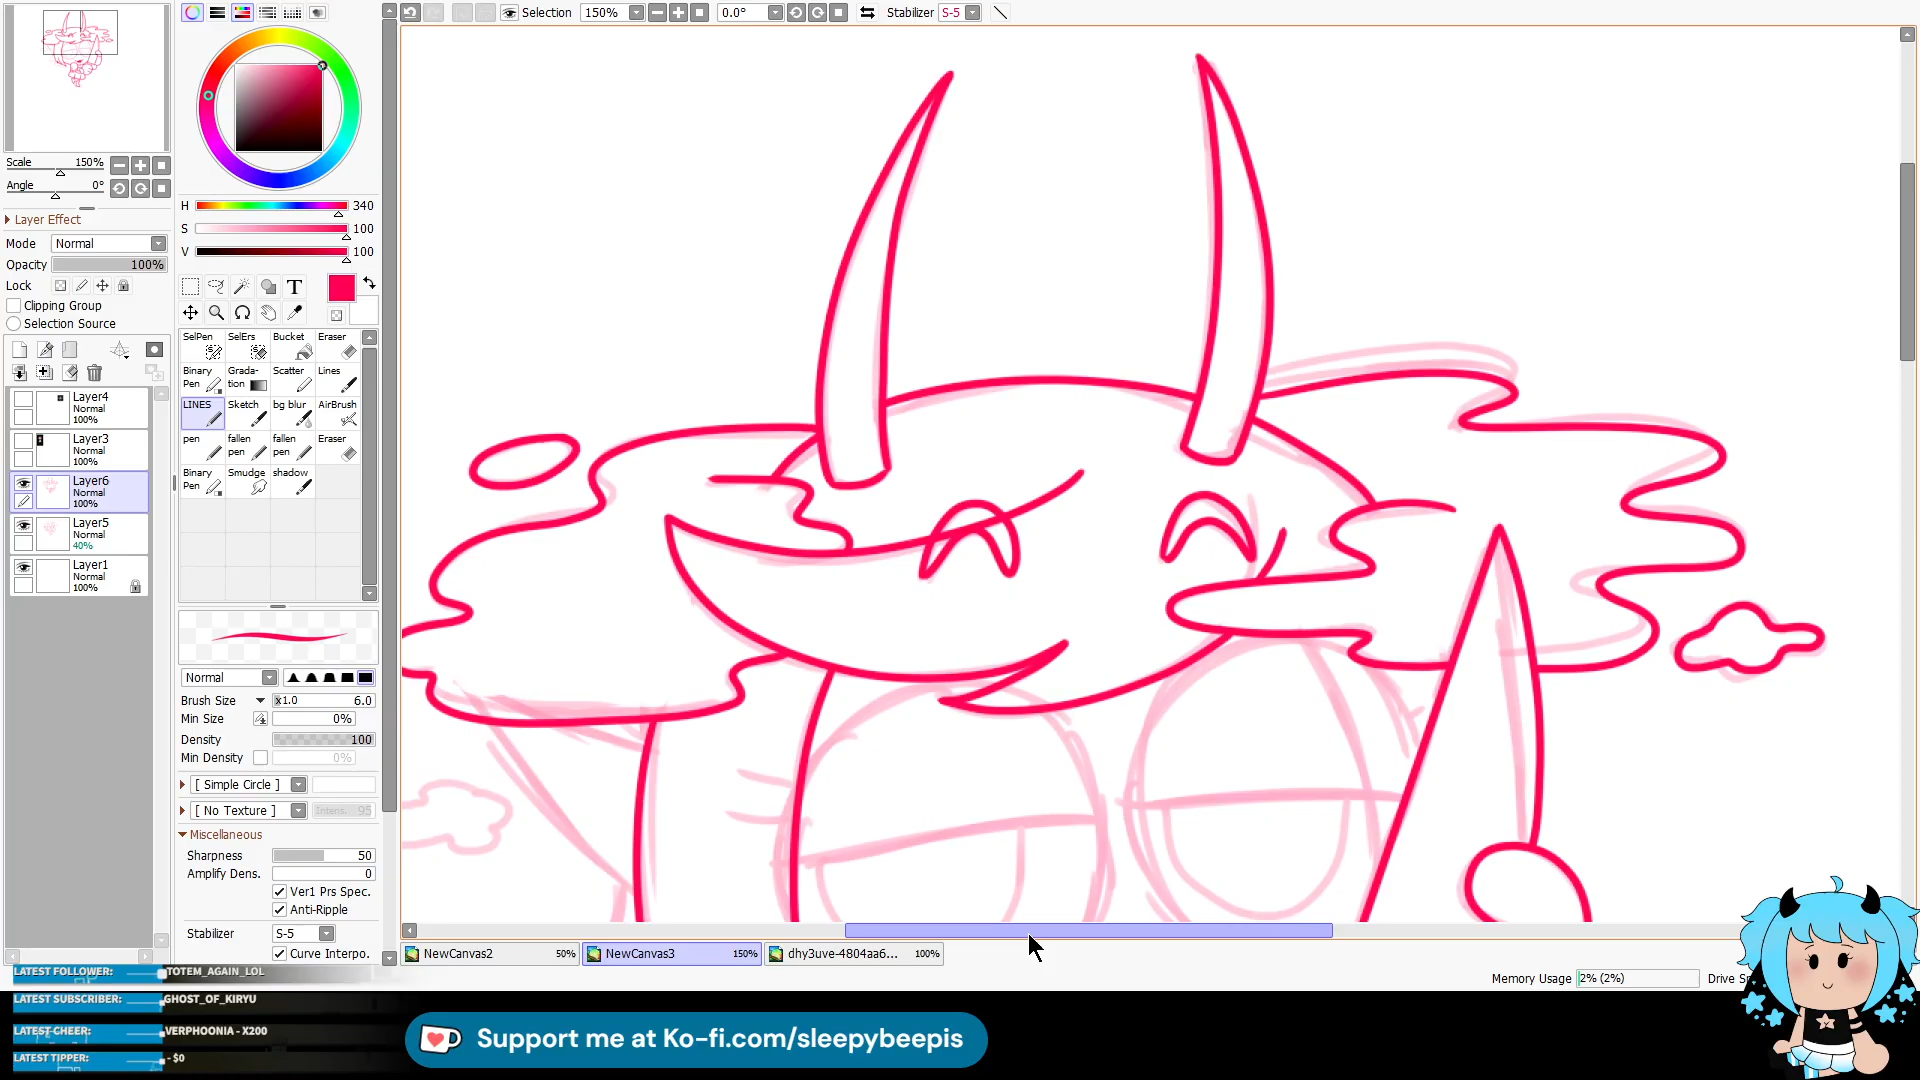 Selection 150% 0.0° Stabilizer S-5
Scale 150%
Angle 0°
Layer Effect
Mode Normal
Opacity 100%
Lock
Clipping Group
Selection Source
Layer4
Normal
100%
Layer3
Normal
100%
Layer6
Normal
100%
Layer5
Normal
40%
Layer1
Normal
100%
H 340
S 100
V 100
T
SelPen SelErs Bucket Eraser
Binary Pen Grada-tion Scatter Lines
LINES Sketch bg blur AirBrush
pen fallen pen fallen pen Eraser
Binary Pen Smudge shadow
Normal
Brush Size x1.0 6.0
Min Size 0%
Density 100
Min Density 0%
[ Simple Circle ]
[ No Texture ] Intens. 95
Miscellaneous
Sharpness 50
Amplify Dens. 0
Ver1 Prs Spec.
Anti-Ripple
Stabilizer S-5
Curve Interpo.
NewCanvas2 50% NewCanvas3 150% dhy3uve-4804aa6... 100%
Memory Usage 2% (2%)
LATEST FOLLOWER: TOTEM_AGAIN_LOL
LATEST SUBSCRIBER: GHOST_OF_KIRYU
LATEST CHEER: VERPHOONIA - X200
LATEST TIPPER: - $0
Support me at Ko-fi.com/sleepybeepis